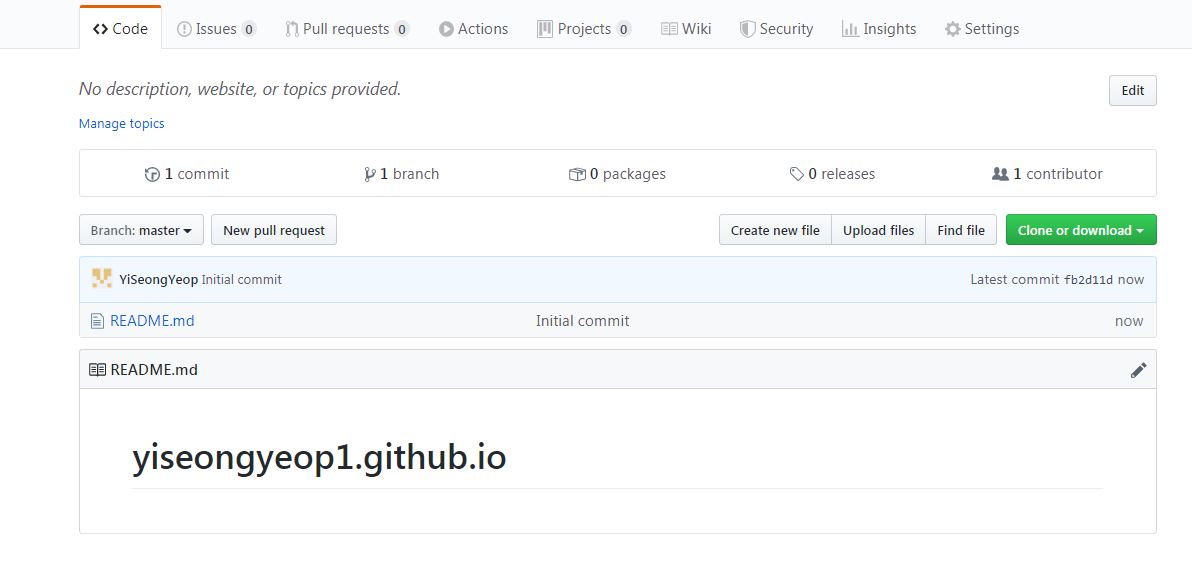 Code Issues 0 Pull requests 0 Actions Projects 0 Wiki Security Insights Settings
No description, website, or topics provided. Edit
Manage topics
1 commit 1 branch 0 packages 0 releases 1 contributor
Branch: master New pull request Create new file Upload files Find file Clone or download
YiSeongYeop Initial commit Latest commit fb2d11d now
README.md Initial commit now
README.md
yiseongyeop1.github.io